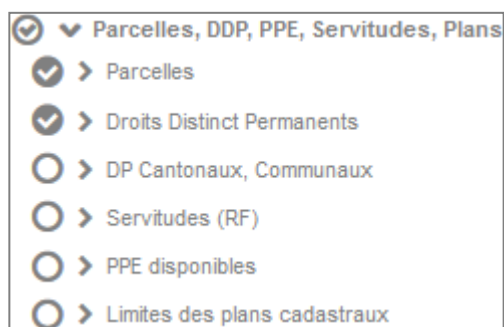 Parcelles, DDP, PPE, Servitudes, Plans
Parcelles
Droits Distinct Permanents
DP Cantonaux, Communaux
Servitudes (RF)
PPE disponibles
Limites des plans cadastraux